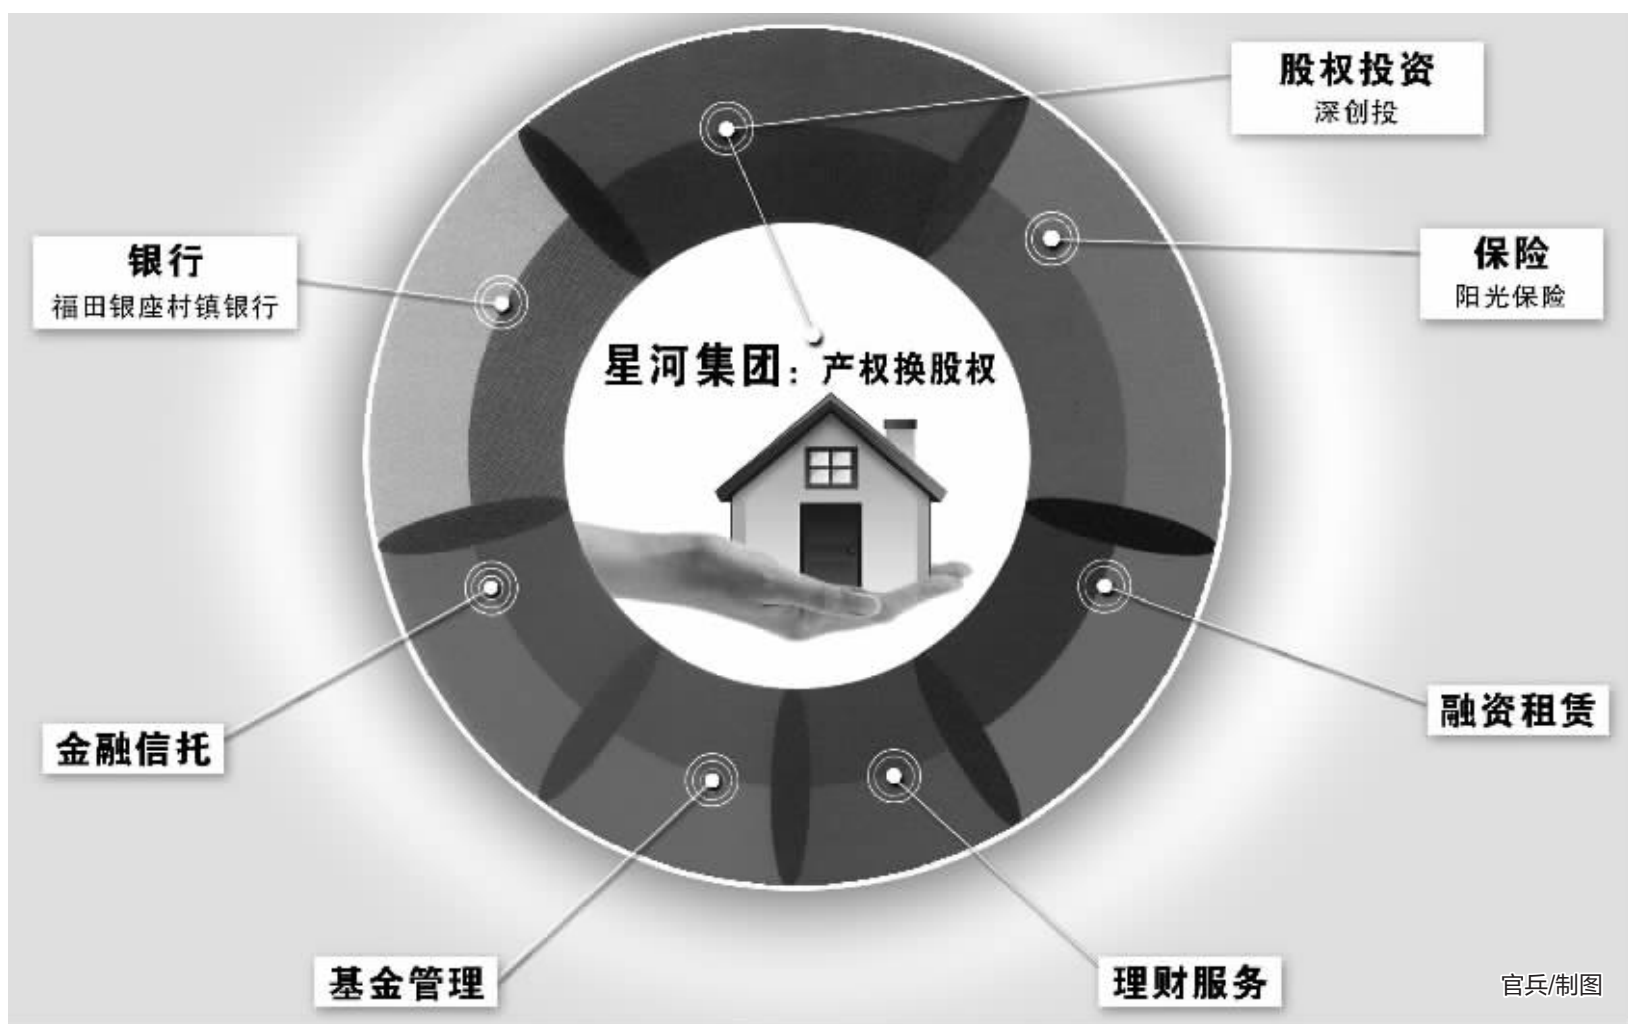 股权投资
深创投
银行
福田银座村镇银行
保险
阳光保险
星河集团：产权换股权
金融信托
融资租赁
基金管理
理财服务
官兵/制图